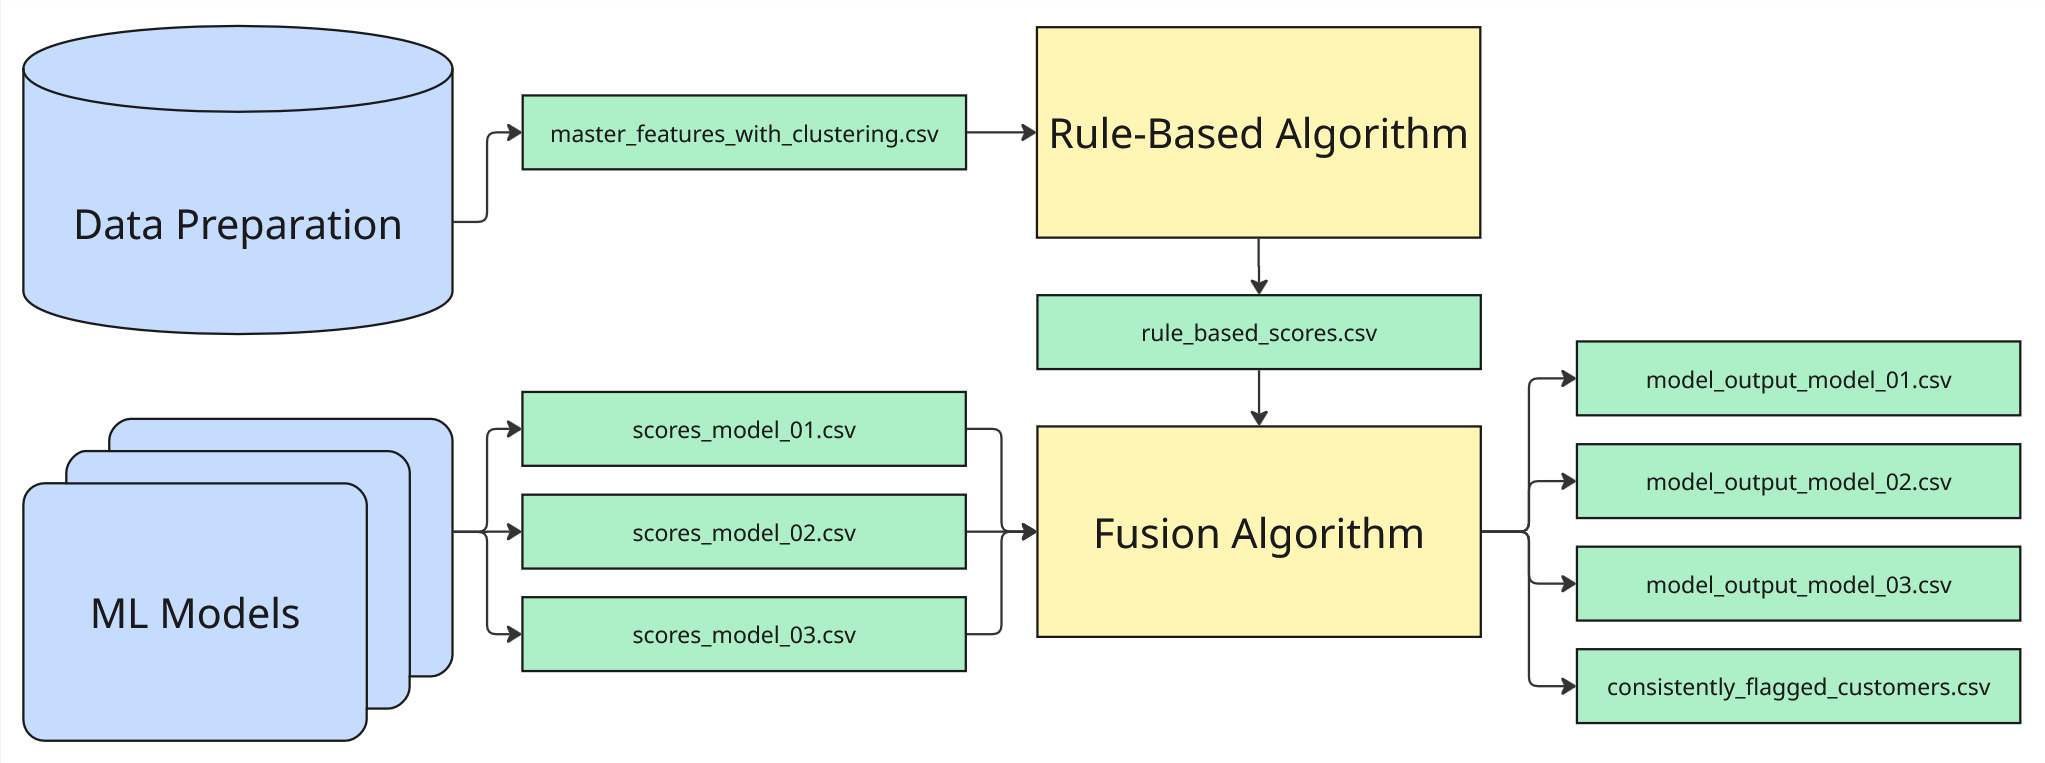 Data Preparation
master_features_with_clustering.csv
Rule-Based Algorithm
rule_based_scores.csv
ML Models
scores_model_01.csv
scores_model_02.csv
scores_model_03.csv
Fusion Algorithm
model_output_model_01.csv
model_output_model_02.csv
model_output_model_03.csv
consistently_flagged_customers.csv